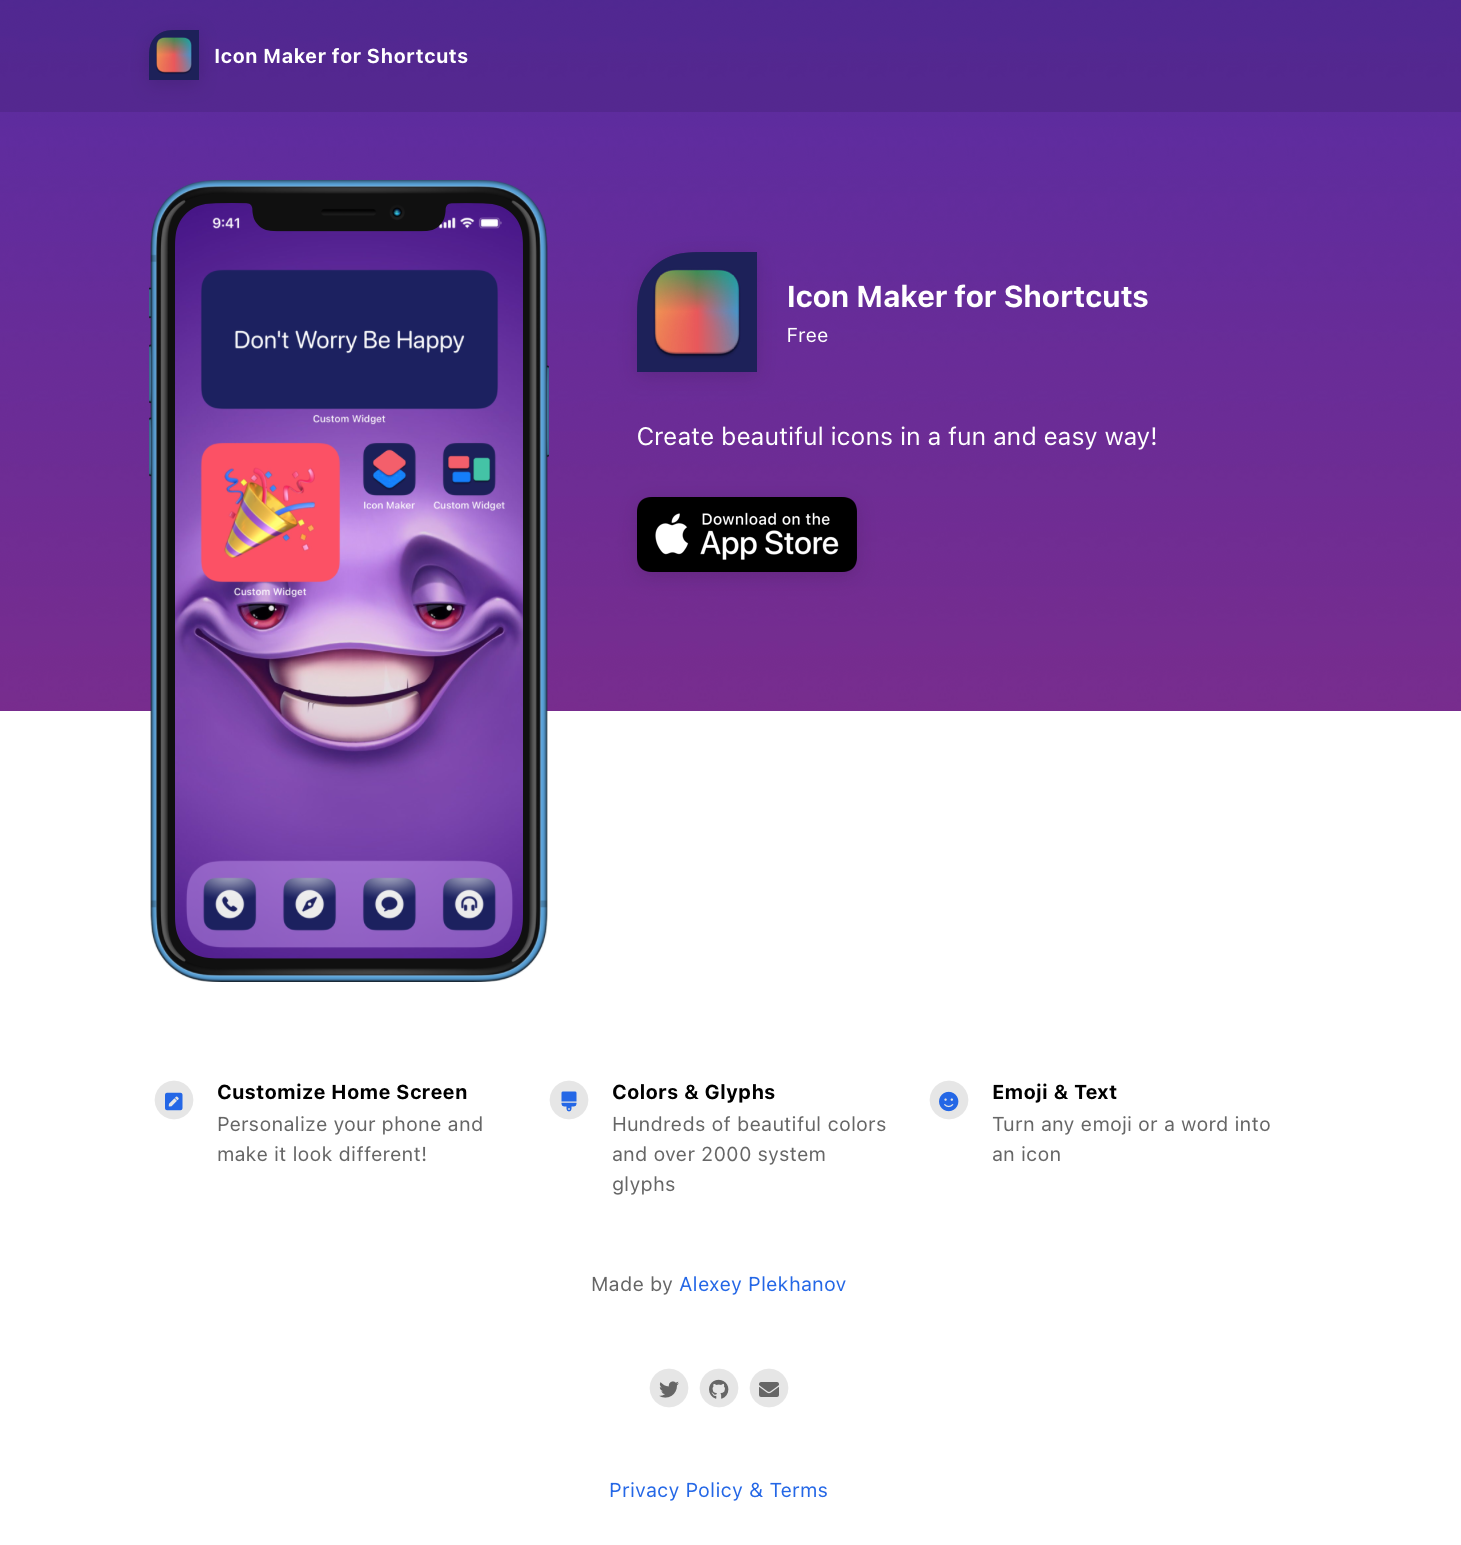 Icon Maker for Shortcuts
9:41
Don't Worry Be Happy
Custom Widget
Icon Maker
Custom Widget
Custom Widget
Icon Maker for Shortcuts
Free
Create beautiful icons in a fun and easy way!
Download on the
App Store
Customize Home Screen
Personalize your phone and
make it look different!
Colors & Glyphs
Hundreds of beautiful colors
and over 2000 system
glyphs
Emoji & Text
Turn any emoji or a word into
an icon
Made by Alexey Plekhanov
Privacy Policy & Terms